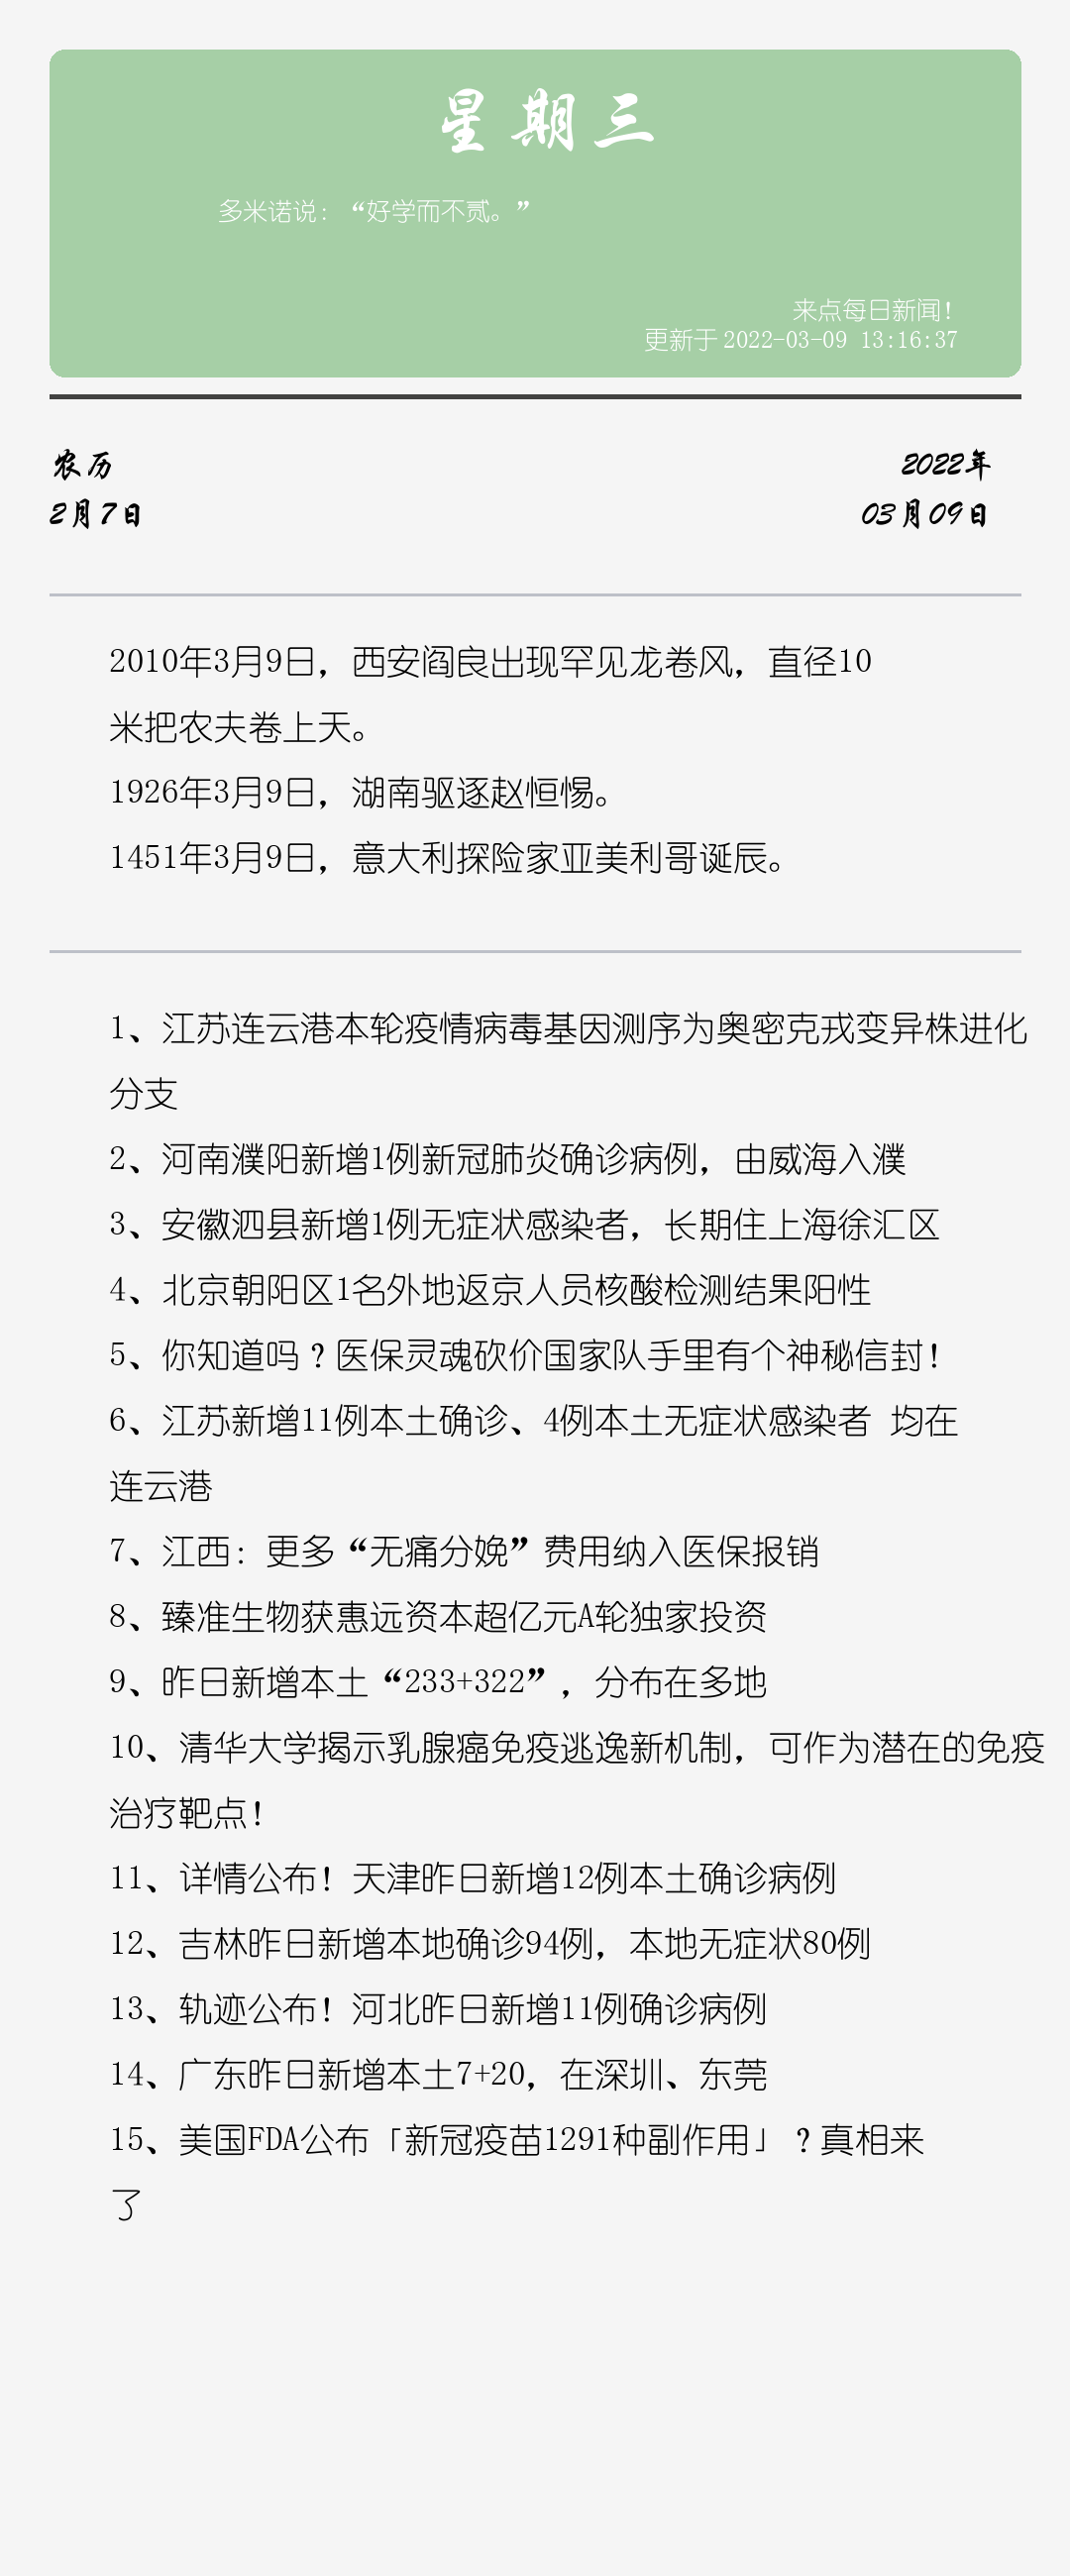 星期三
多米诺说：“好学而不贰。”
来点每日新闻！
更新于2022-03-09 13:16:37
农历
2022年
2月7日
03月09日
2010年3月9日，西安阎良出现罕见龙卷风，直径10
米把农夫卷上天。
1926年3月9日，湖南驱逐赵恒惕。
1451年3月9日，意大利探险家亚美利哥诞辰。
1、江苏连云港本轮疫情病毒基因测序为奥密克戎变异株进化
分支
2、河南濮阳新增1例新冠肺炎确诊病例，由威海入濮
3、安徽泗县新增1例无症状感染者，长期住上海徐汇区
4、北京朝阳区1名外地返京人员核酸检测结果阳性
5、你知道吗？医保灵魂砍价国家队手里有个神秘信封！
6、江苏新增11例本土确诊、4例本土无症状感染者 均在
连云港
7、江西：更多“无痛分娩”费用纳入医保报销
8、臻准生物获惠远资本超亿元A轮独家投资
9、昨日新增本土“233+322”，分布在多地
10、清华大学揭示乳腺癌免疫逃逸新机制，可作为潜在的免疫
治疗靶点！
11、详情公布！天津昨日新增12例本土确诊病例
12、吉林昨日新增本地确诊94例，本地无症状80例
13、轨迹公布！河北昨日新增11例确诊病例
14、广东昨日新增本土7+20，在深圳、东莞
15、美国FDA公布「新冠疫苗1291种副作用」？真相来
了